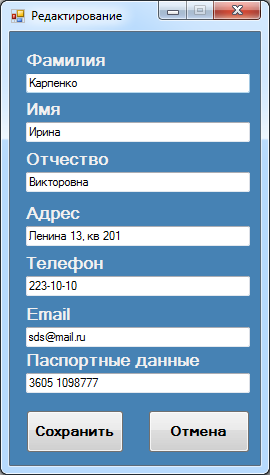 Редактирование
Фамилия
Карпенко
Имя
Ирина
Отчество
Викторовна
Адрес
Ленина 13, кв 201
Телефон
223-10-10
Email
sds@mail.ru
Паспортные данные
3605 1098777
Сохранить Отмена